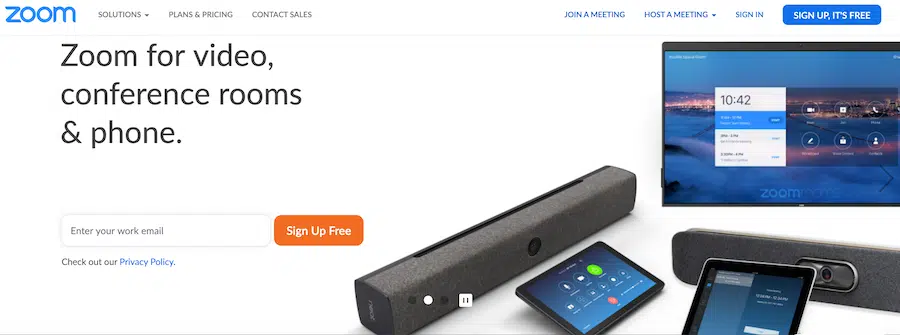 zoom
SOLUTIONS
PLANS & PRICING
CONTACT SALES
JOIN A MEETING
HOST A MEETING
SIGN IN
SIGN UP, IT'S FREE
Zoom for video,
conference rooms
& phone.
Enter your work email
Sign Up Free
Check out our Privacy Policy.
10:42
zoomrooms